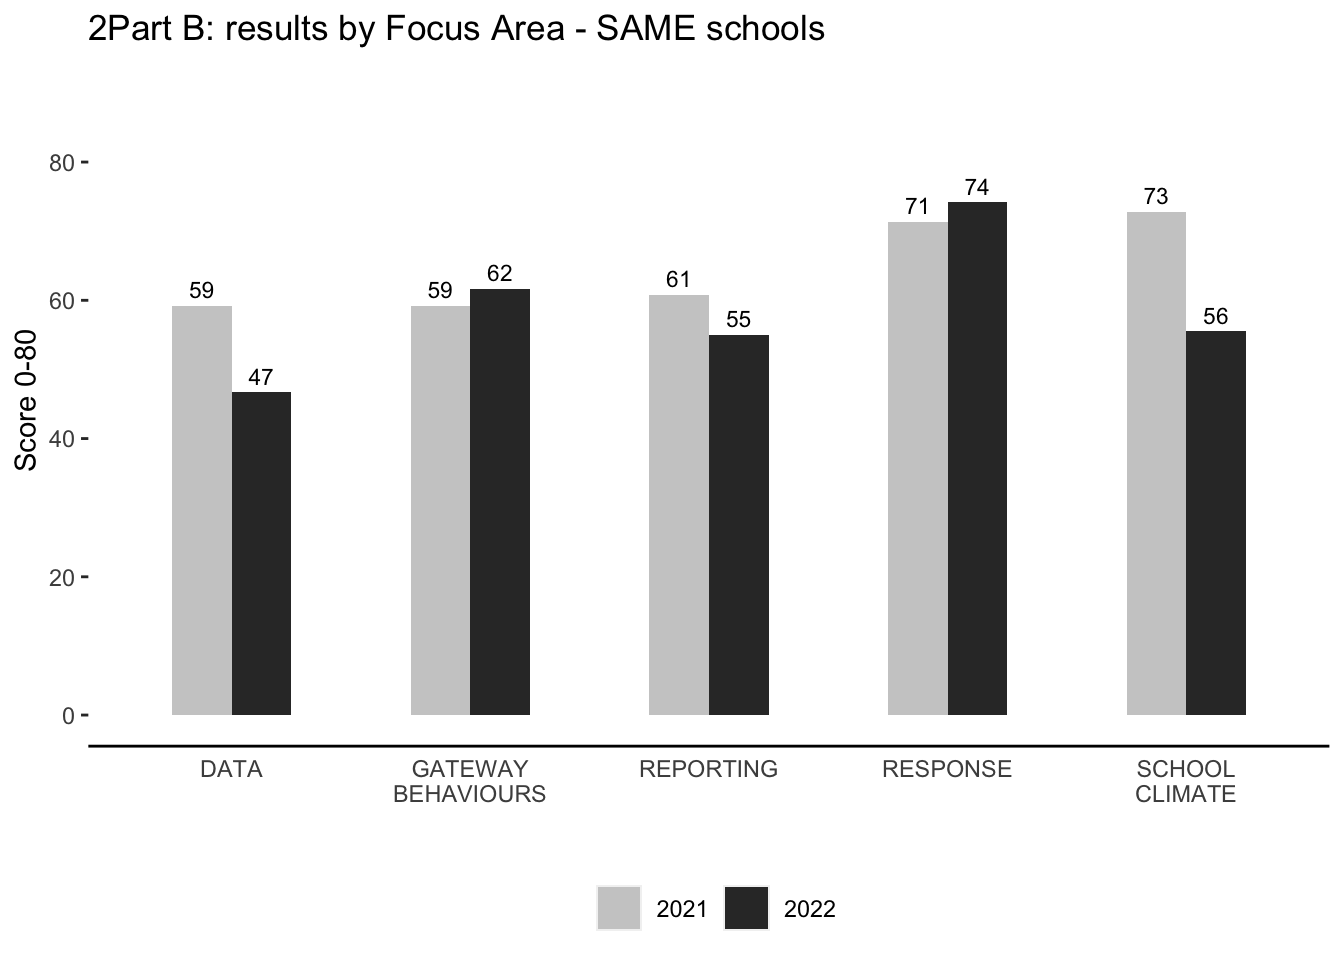 2Part B: results by Focus Area - SAME schools
Score 0-80
80
60
40
20
0
59
47
59
62
61
55
71
74
73
56
DATA
GATEWAY
BEHAVIOURS
REPORTING
RESPONSE
SCHOOL
CLIMATE
2021
2022